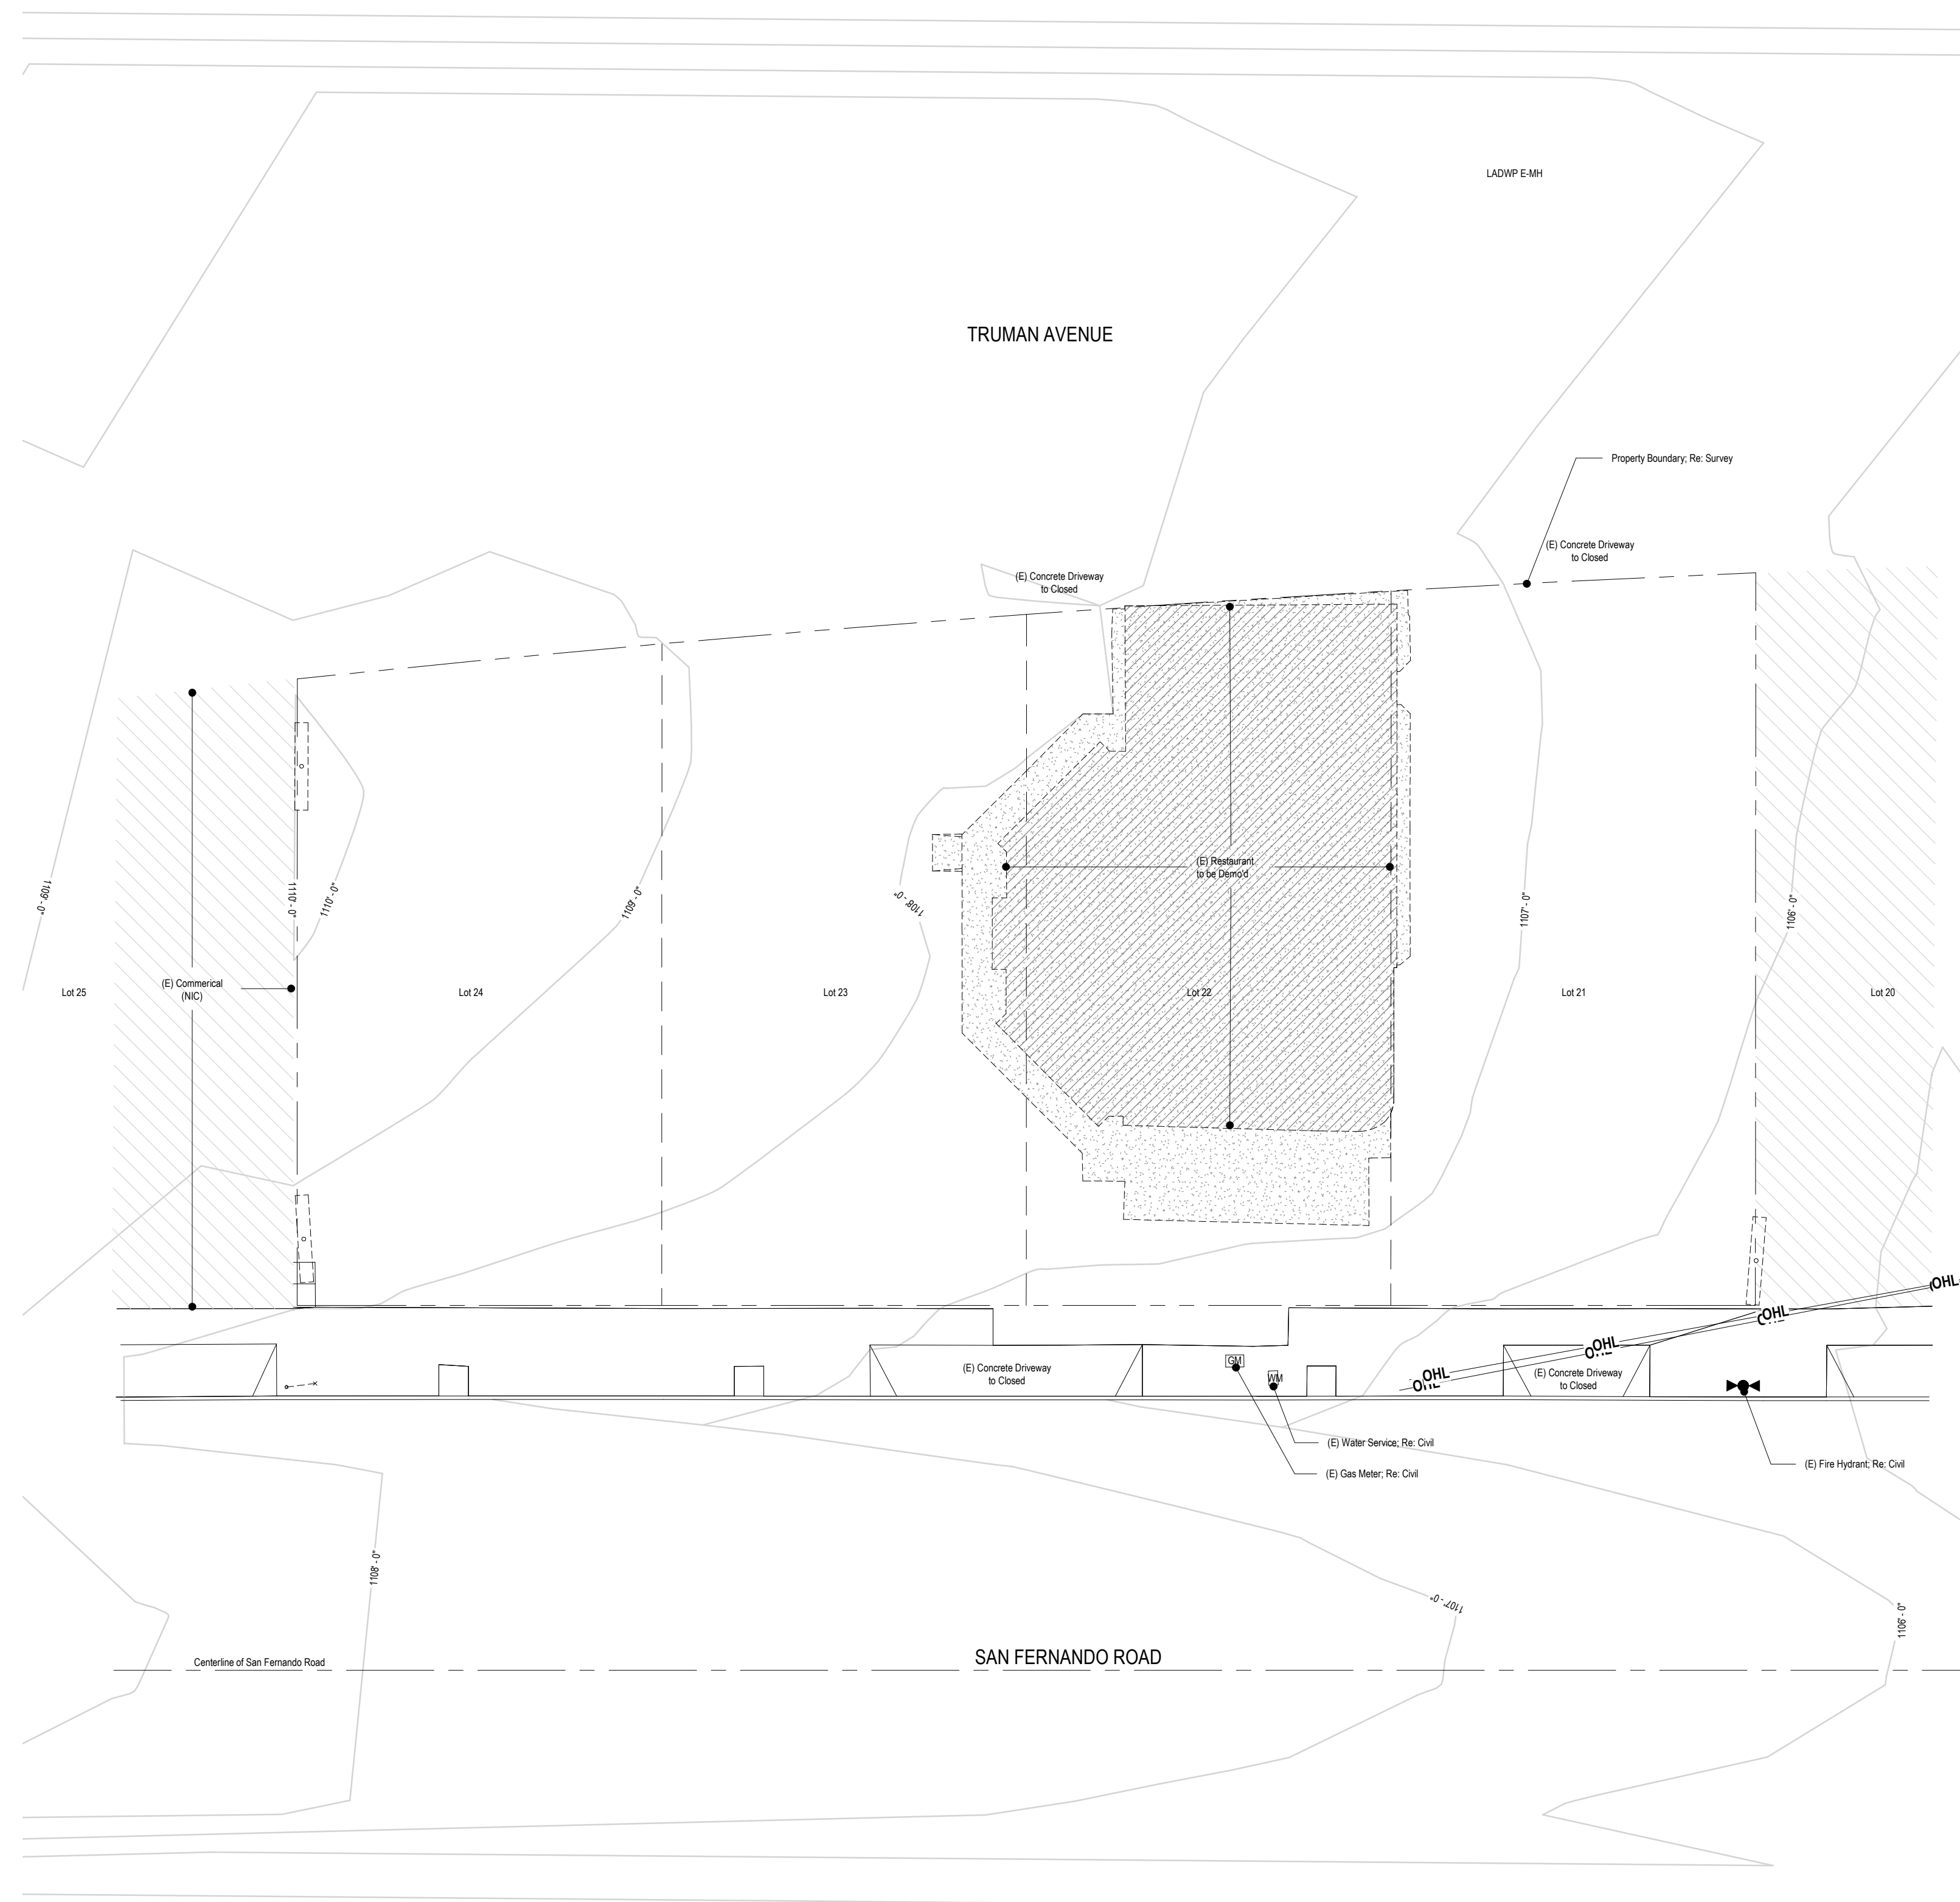 LADWP E-MH
TRUMAN AVENUE
Property Boundary; Re: Survey
(E) Concrete Driveway
to Closed
(E) Concrete Driveway
to Closed
(E) Restaurant
to be Demo'd
1109' - 0"
1110' - 0"
1110' - 0"
1109' - 0"
1108' - 0"
1107' - 0"
1106' - 0"
(E) Commerical
(NIC)
Lot 25
Lot 24
Lot 23
Lot 22
Lot 21
Lot 20
OHL
OHL
OHL
OHL
OHL
OHL
OHL
(E) Concrete Driveway
to Closed
GM
WM
(E) Concrete Driveway
to Closed
(E) Water Service; Re: Civil
(E) Gas Meter; Re: Civil
(E) Fire Hydrant; Re: Civil
1108' - 0"
1107' - 0"
1106' - 0"
Centerline of San Fernando Road
SAN FERNANDO ROAD